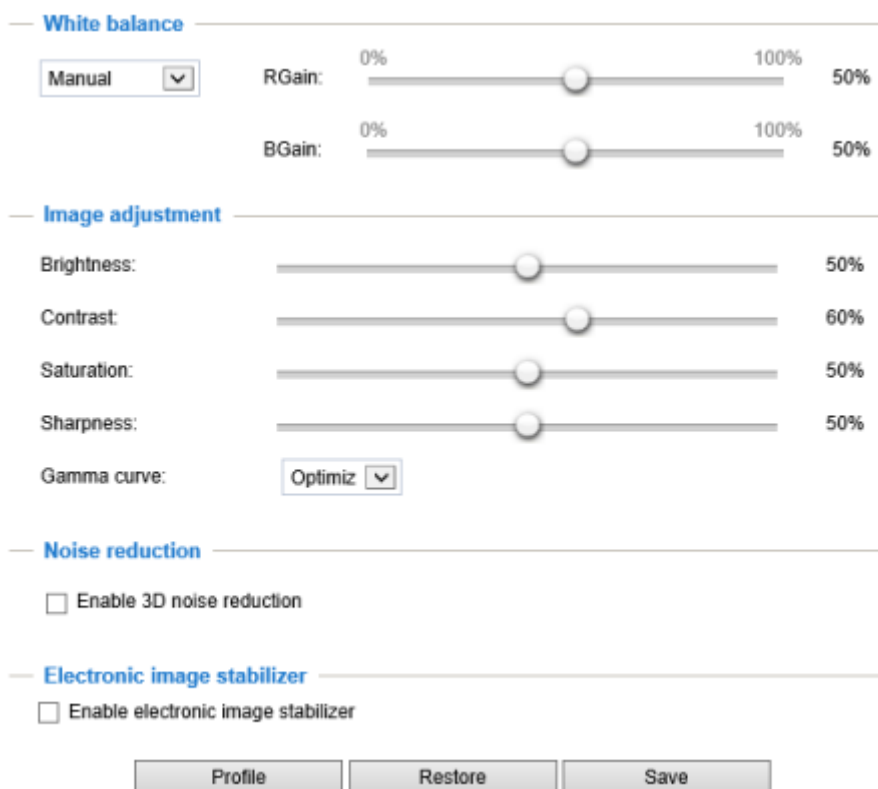 White balance
0% 100%
Manual RGain: 50%
0% 100%
BGain: 50%
Image adjustment
Brightness: 50%
Contrast: 60%
Saturation: 50%
Sharpness: 50%
Gamma curve: Optimiz
Noise reduction
Enable 3D noise reduction
Electronic image stabilizer
Enable electronic image stabilizer
Profile Restore Save